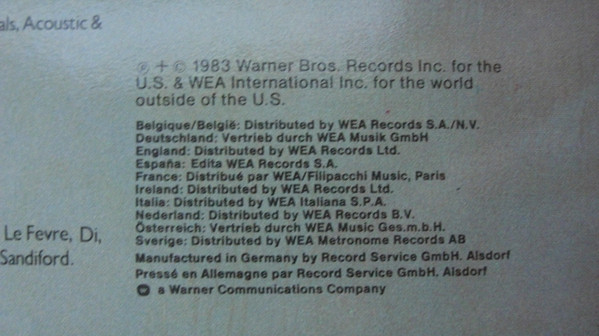 als, Acoustic &
℗ + © 1983 Warner Bros. Records Inc. for the
U.S. & WEA International Inc. for the world
outside of the U.S.
Belgique/België: Distributed by WEA Records S.A./N.V.
Deutschland: Vertrieb durch WEA Musik GmbH
England: Distributed by WEA Records Ltd.
España: Edita WEA Records S.A.
France: Distribué par WEA/Filipacchi Music, Paris
Ireland: Distributed by WEA Records Ltd.
Italia: Distributed by WEA Italiana S.P.A.
Nederland: Distributed by WEA Records B.V.
Österreich: Vertrieb durch WEA Music Ges.m.b.H.
Sverige: Distributed by WEA Metronome Records AB
Manufactured in Germany by Record Service GmbH, Alsdorf
Pressé en Allemagne par Record Service GmbH, Alsdorf
a Warner Communications Company
Le Fevre, Di,
Sandiford.